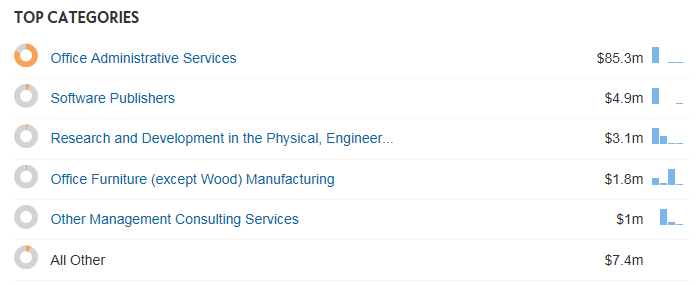 TOP CATEGORIES
Office Administrative Services $85.3m
Software Publishers $4.9m
Research and Development in the Physical, Engineer... $3.1m
Office Furniture (except Wood) Manufacturing $1.8m
Other Management Consulting Services $1m
All Other $7.4m